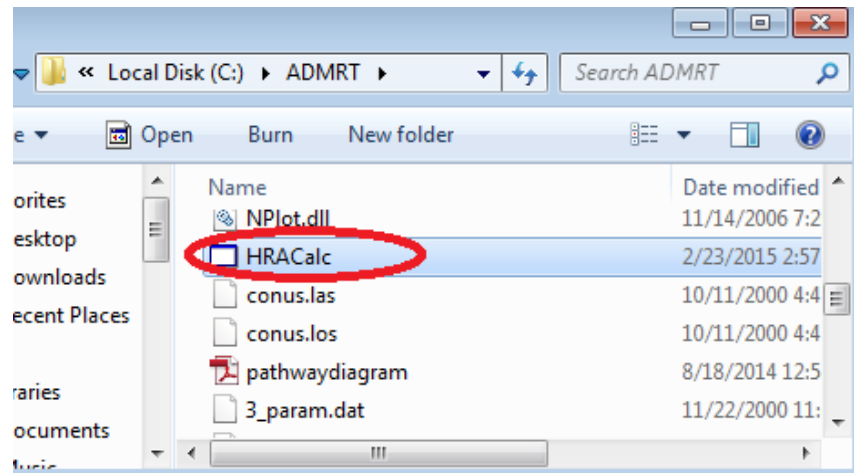 « Local Disk (C:) ▸ ADMRT ▸ Search ADMRT
e Open Burn New folder
orites
esktop
ownloads
ecent Places
raries
ocuments
Music
Name Date modified
NPlot.dll 11/14/2006 7:2
HRACalc 2/23/2015 2:57
conus.las 10/11/2000 4:4
conus.los 10/11/2000 4:4
pathwaydiagram 8/18/2014 12:5
3_param.dat 11/22/2000 11: